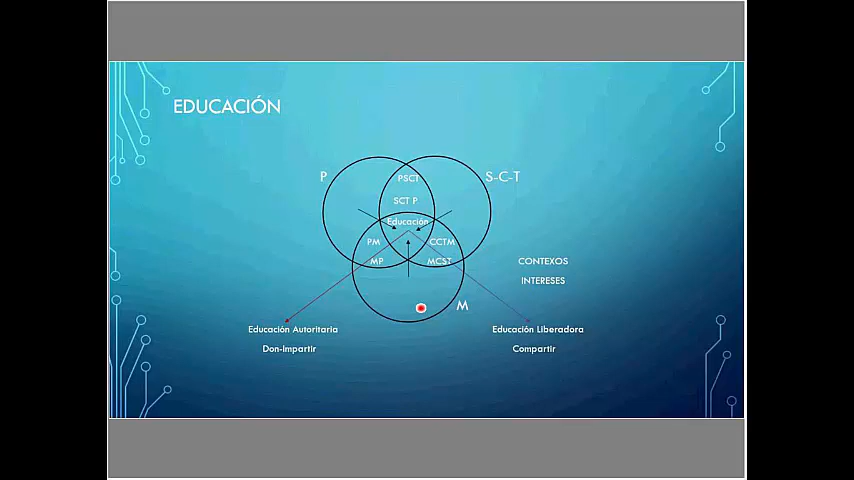 EDUCACIÓN
P
PSCT
S-C-T
SCT P
Educación
PM
CCTM
MP
MCST
CONTEXOS
INTERESES
M
Educación Autoritaria
Don-Impartir
Educación Liberadora
Compartir